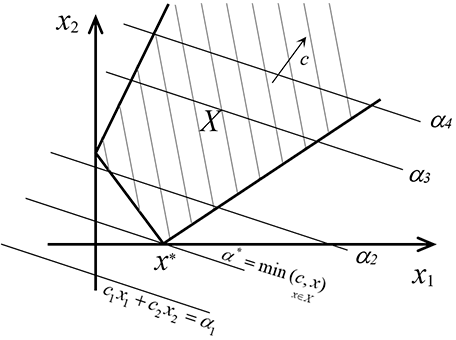 x₂
c
X
α₄
α₃
α₂
x*
α* = min (c, x)
x∈X
x₁
c₁x₁ + c₂x₂ = α₁